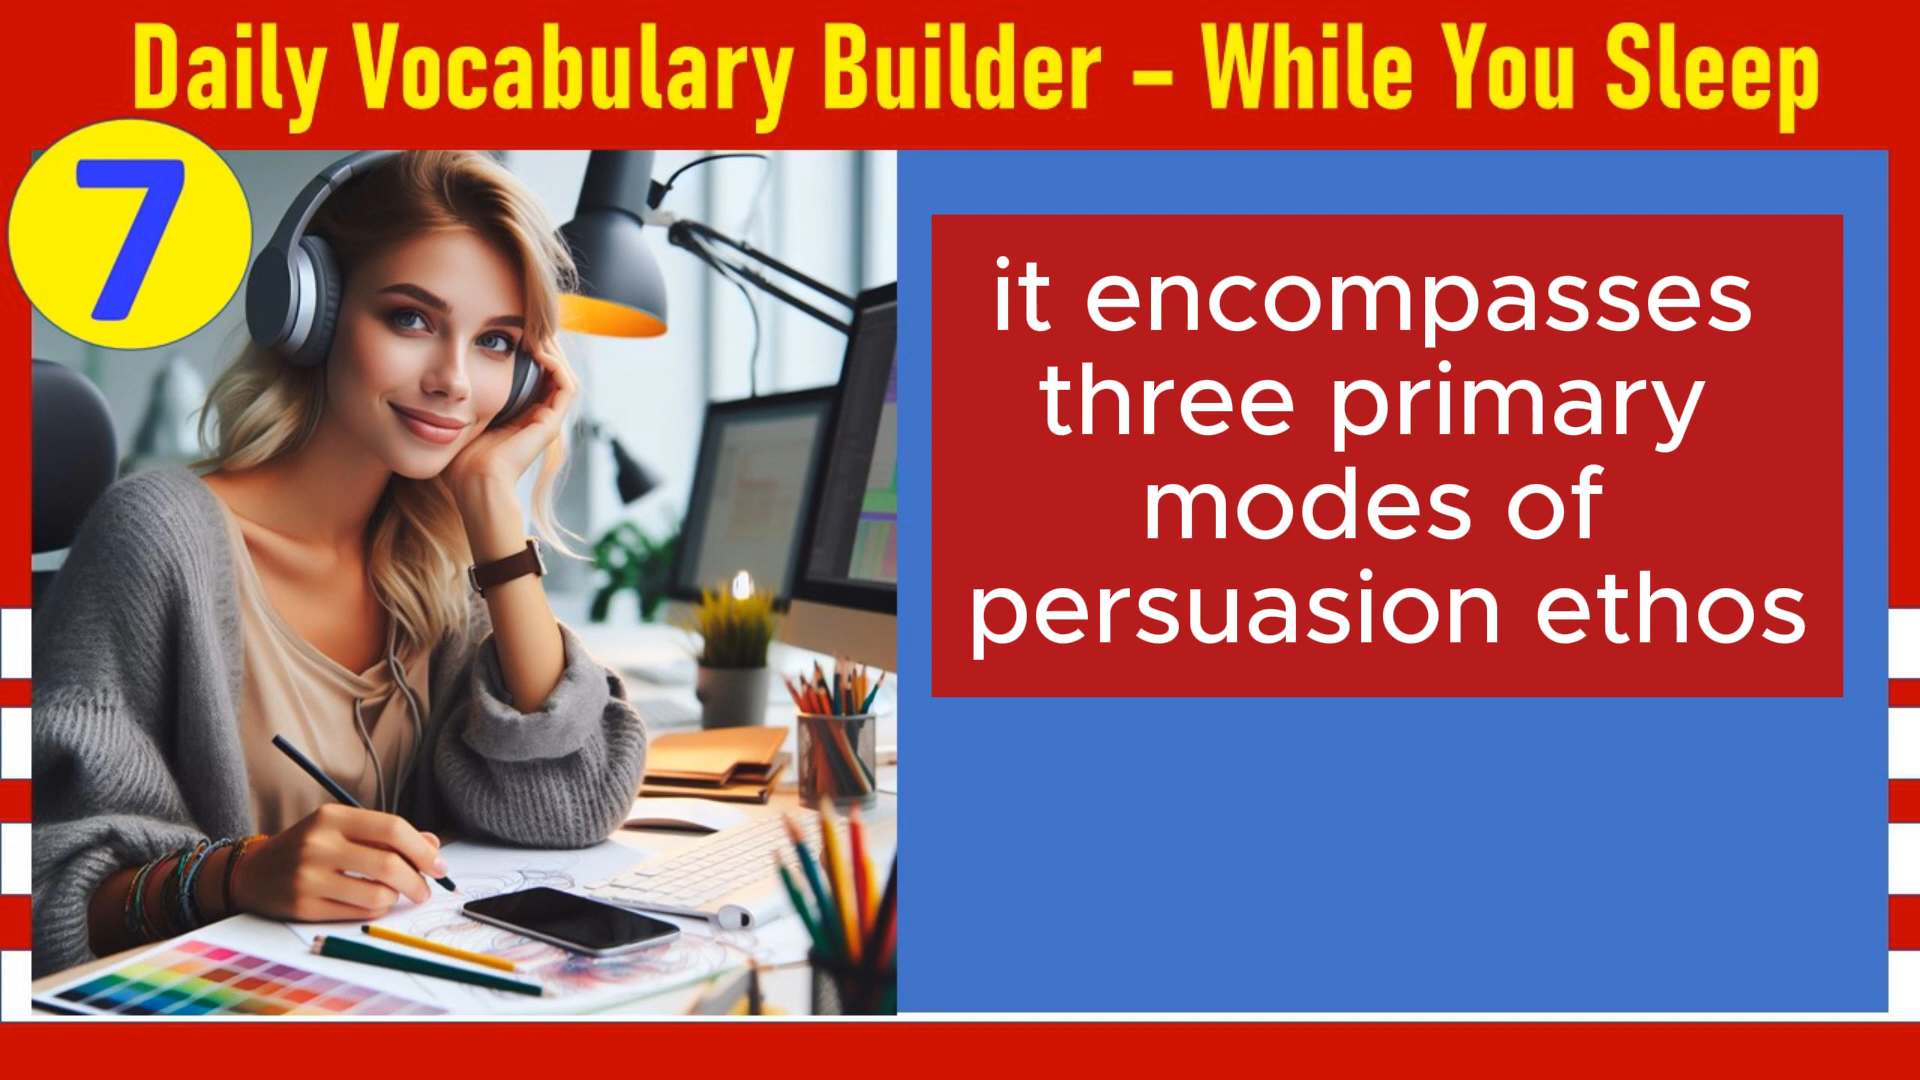 Daily Vocabulary Builder – While You Sleep
7
it encompasses
three primary
modes of
persuasion ethos